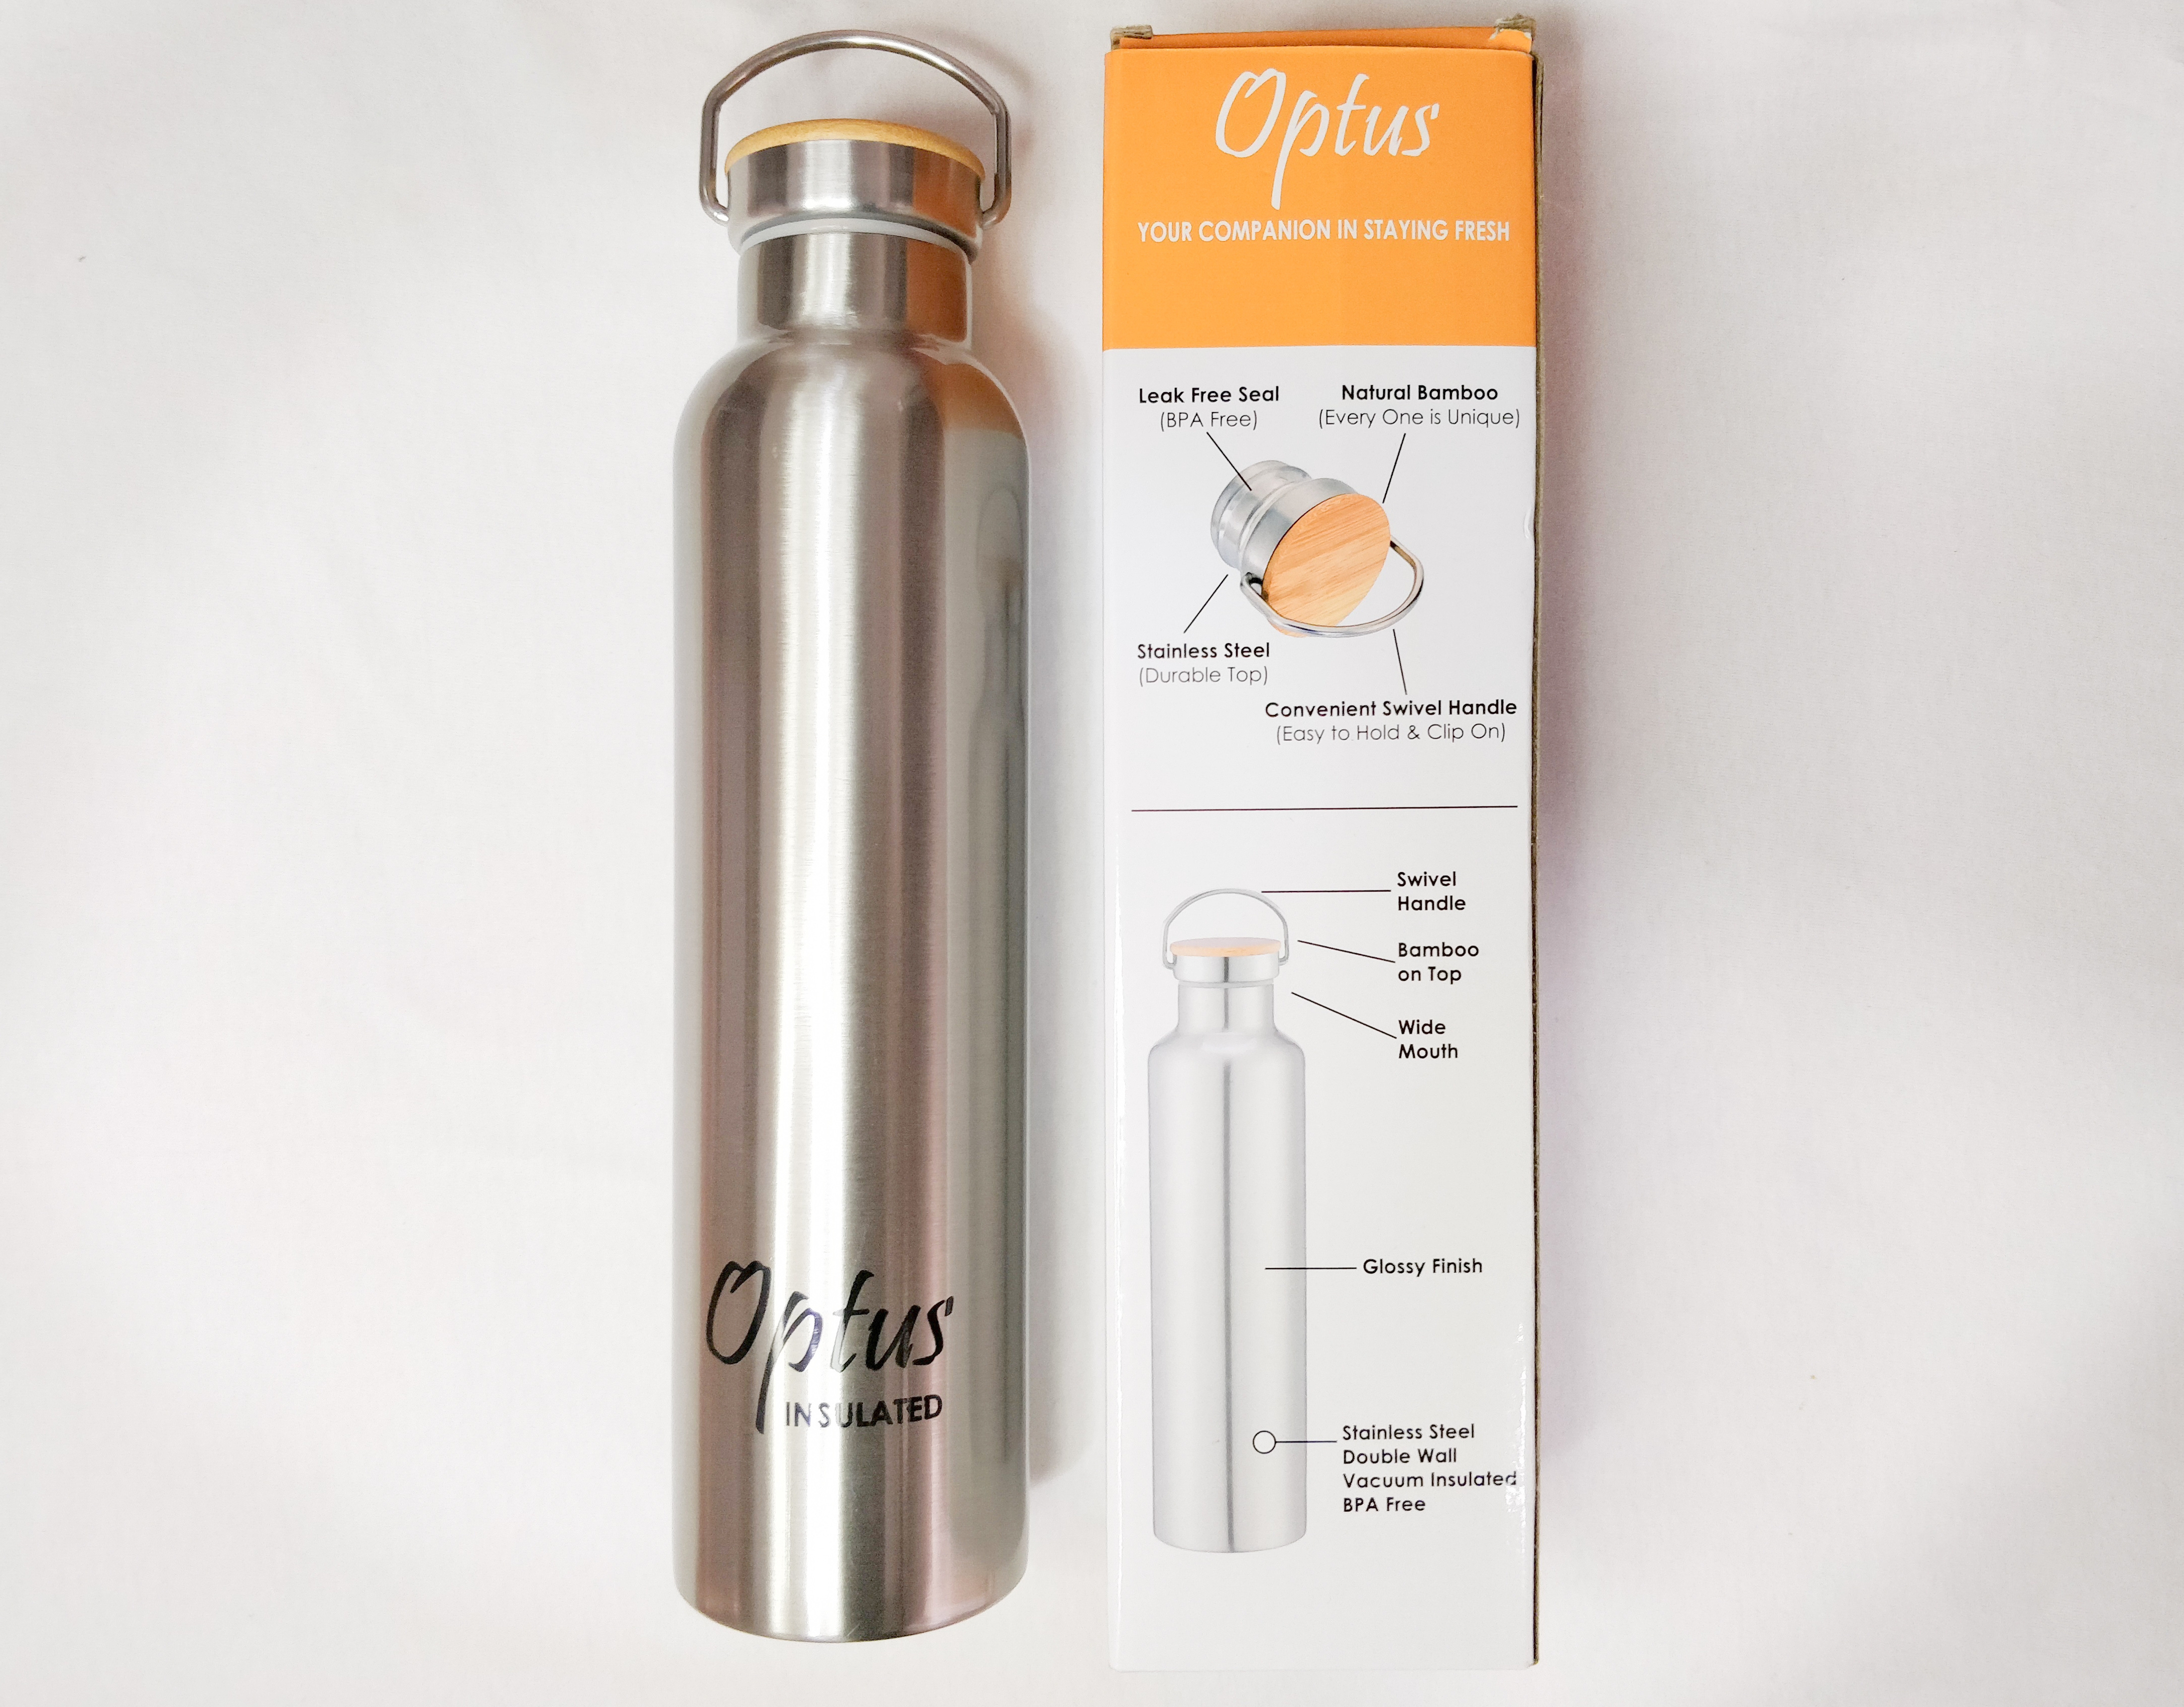 Optus
INSULATED
Optus
YOUR COMPANION IN STAYING FRESH
Leak Free Seal
(BPA Free)
Natural Bamboo
(Every One is Unique)
Stainless Steel
(Durable Top)
Convenient Swivel Handle
(Easy to Hold & Clip On)
Swivel
Handle
Bamboo
on Top
Wide
Mouth
Glossy Finish
Stainless Steel
Double Wall
Vacuum Insulated
BPA Free